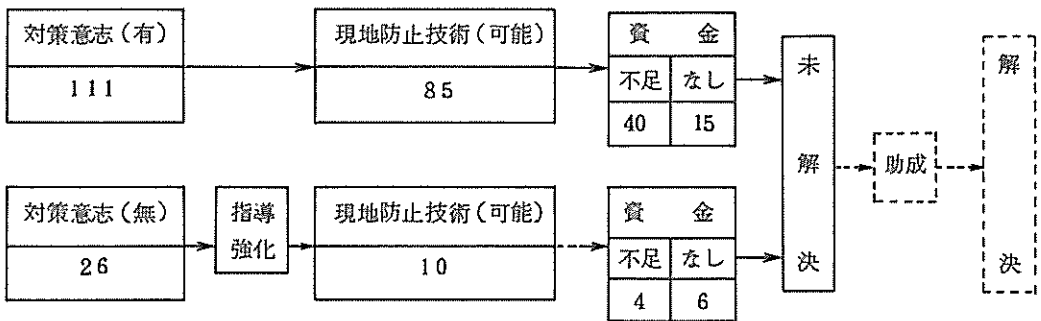 対策意志(有)
111
現地防止技術(可能)
85
資 金
不足 なし
40 15
対策意志(無)
26
指導
強化
現地防止技術(可能)
10
資 金
不足 なし
4 6
未解決
助成
解決